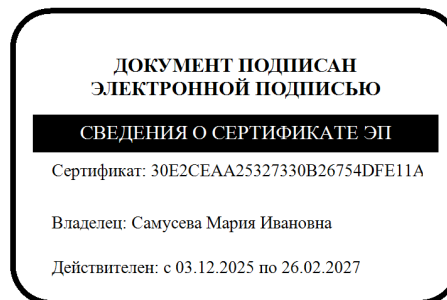 ДОКУМЕНТ ПОДПИСАН
ЭЛЕКТРОННОЙ ПОДПИСЬЮ
СВЕДЕНИЯ О СЕРТИФИКАТЕ ЭП
Сертификат: 30E2CEAA25327330B26754DFE11A
Владелец: Самусева Мария Ивановна
Действителен: с 03.12.2025 по 26.02.2027